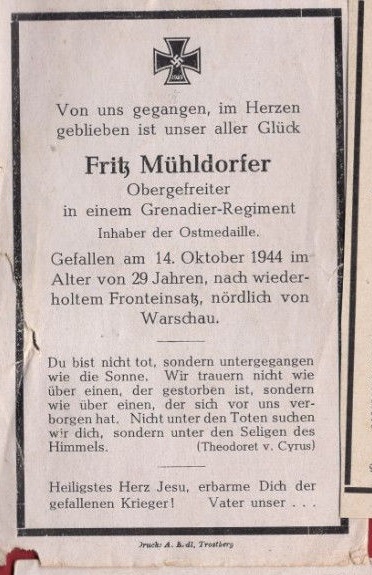 Von uns gegangen, im Herzen
geblieben ist unser aller Glück
Fritz Mühldorfer
Obergefreiter
in einem Grenadier-Regiment
Inhaber der Ostmedaille.
Gefallen am 14. Oktober 1944 im
Alter von 29 Jahren, nach wieder-
holtem Fronteinsatz, nördlich von
Warschau.
Du bist nicht tot, sondern untergegangen
wie die Sonne. Wir trauern nicht wie
über einen, der gestorben ist, sondern
wie über einen, der sich vor uns ver-
borgen hat. Nicht unter den Toten suchen
wir dich, sondern unter den Seligen des
Himmels. (Theodoret v. Cyrus)
Heiligstes Herz Jesu, erbarme Dich der
gefallenen Krieger! Vater unser . . .
Druck: A. Trostberg